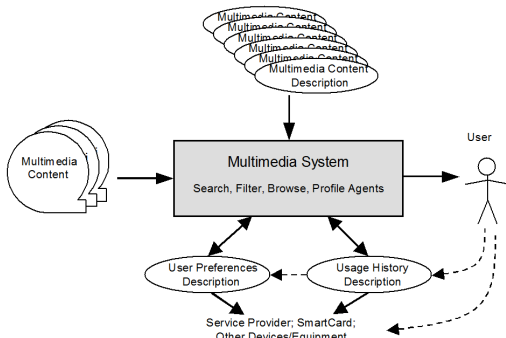 Multimedia Content
Multimedia Content
Multimedia Content
Multimedia Content
Multimedia Content
Multimedia Content
Description
User
Multimedia
Content
Multimedia System
Search, Filter, Browse, Profile Agents
User Preferences
Description
Usage History
Description
Service Provider; SmartCard;
Other Devices/Equipment